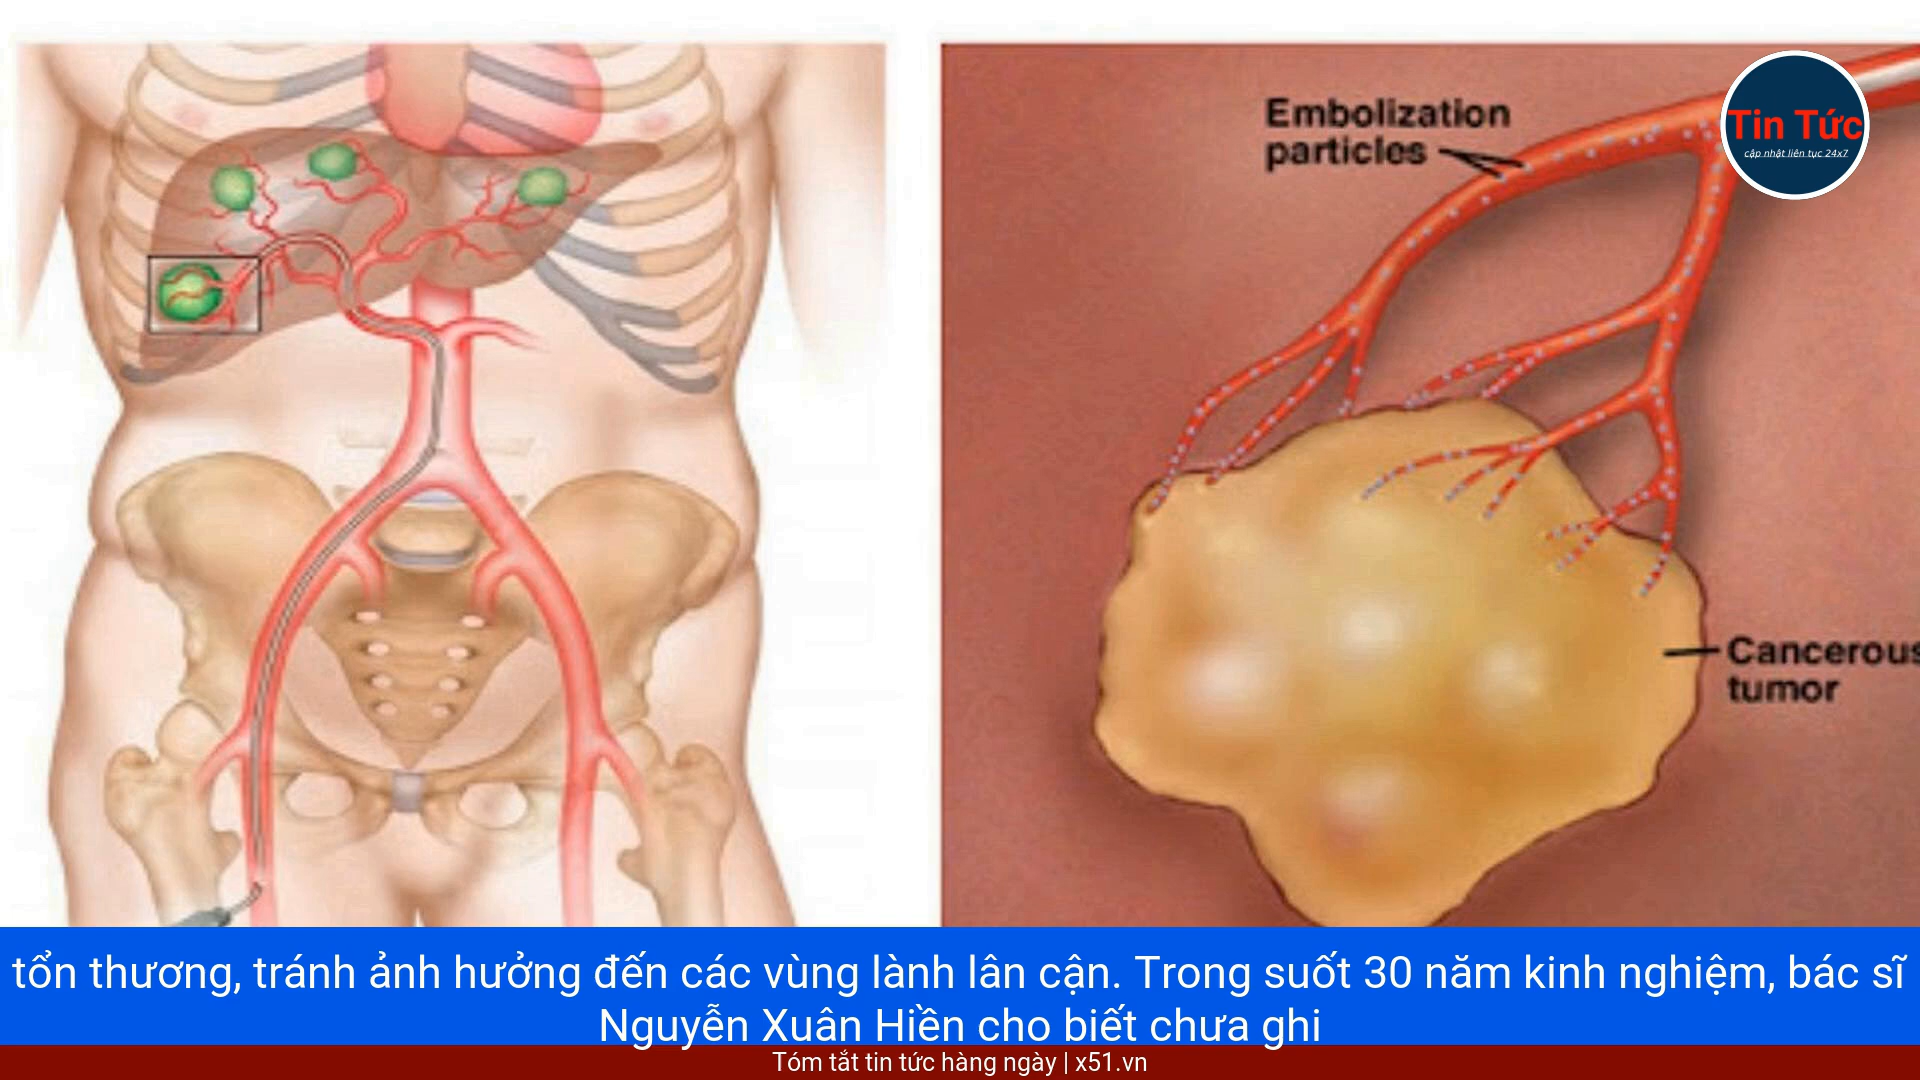 Embolization
particles
Tin Tức
cập nhật liên tục 24x7
Cancerous
tumor
tổn thương, tránh ảnh hưởng đến các vùng lành lân cận. Trong suốt 30 năm kinh nghiệm, bác sĩ
Nguyễn Xuân Hiền cho biết chưa ghi
Tóm tắt tin tức hàng ngày | x51.vn